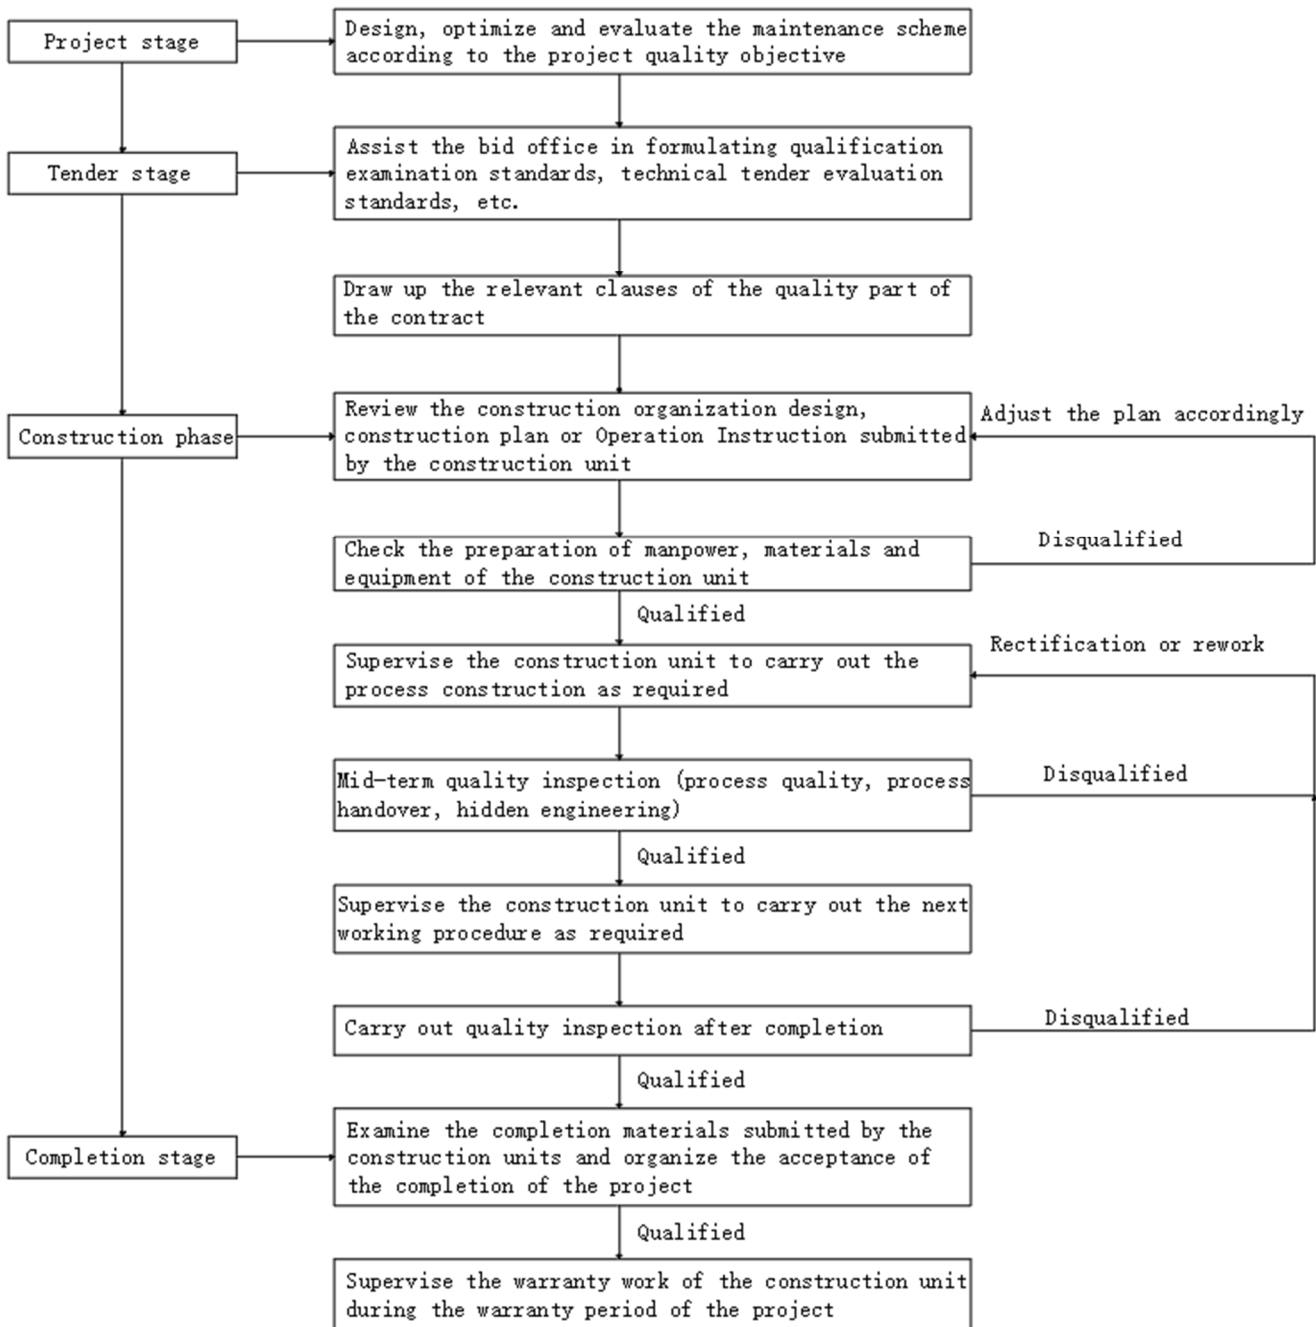 Project stage
Design, optimize and evaluate the maintenance scheme
according to the project quality objective
Tender stage
Assist the bid office in formulating qualification
examination standards, technical tender evaluation
standards, etc.
Draw up the relevant clauses of the quality part of
the contract
Construction phase
Review the construction organization design,
construction plan or Operation Instruction submitted
by the construction unit
Adjust the plan accordingly
Check the preparation of manpower, materials and
equipment of the construction unit
Disqualified
Qualified
Supervise the construction unit to carry out the
process construction as required
Rectification or rework
Mid-term quality inspection (process quality, process
handover, hidden engineering)
Disqualified
Qualified
Supervise the construction unit to carry out the next
working procedure as required
Carry out quality inspection after completion
Disqualified
Qualified
Completion stage
Examine the completion materials submitted by the
construction units and organize the acceptance of
the completion of the project
Qualified
Supervise the warranty work of the construction unit
during the warranty period of the project